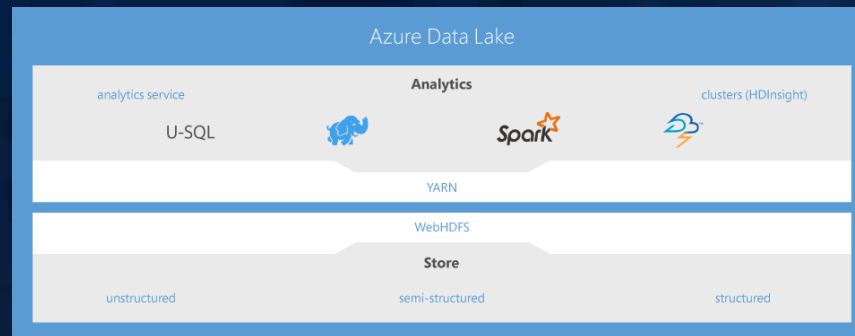 Azure Data Lake
Analytics
analytics service
clusters (HDInsight)
U-SQL
Spark
YARN
WebHDFS
Store
unstructured
semi-structured
structured